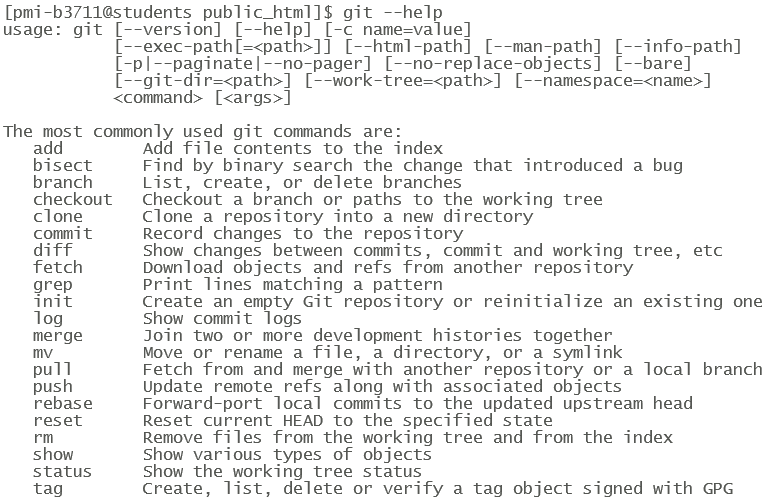 [pmi-b3711@students public_html]$ git --help
usage: git [--version] [--help] [-c name=value]
           [--exec-path[=<path>]] [--html-path] [--man-path] [--info-path]
           [-p|--paginate|--no-pager] [--no-replace-objects] [--bare]
           [--git-dir=<path>] [--work-tree=<path>] [--namespace=<name>]
           <command> [<args>]

The most commonly used git commands are:
   add        Add file contents to the index
   bisect     Find by binary search the change that introduced a bug
   branch     List, create, or delete branches
   checkout   Checkout a branch or paths to the working tree
   clone      Clone a repository into a new directory
   commit     Record changes to the repository
   diff       Show changes between commits, commit and working tree, etc
   fetch      Download objects and refs from another repository
   grep       Print lines matching a pattern
   init       Create an empty Git repository or reinitialize an existing one
   log        Show commit logs
   merge      Join two or more development histories together
   mv         Move or rename a file, a directory, or a symlink
   pull       Fetch from and merge with another repository or a local branch
   push       Update remote refs along with associated objects
   rebase     Forward-port local commits to the updated upstream head
   reset      Reset current HEAD to the specified state
   rm         Remove files from the working tree and from the index
   show       Show various types of objects
   status     Show the working tree status
   tag        Create, list, delete or verify a tag object signed with GPG